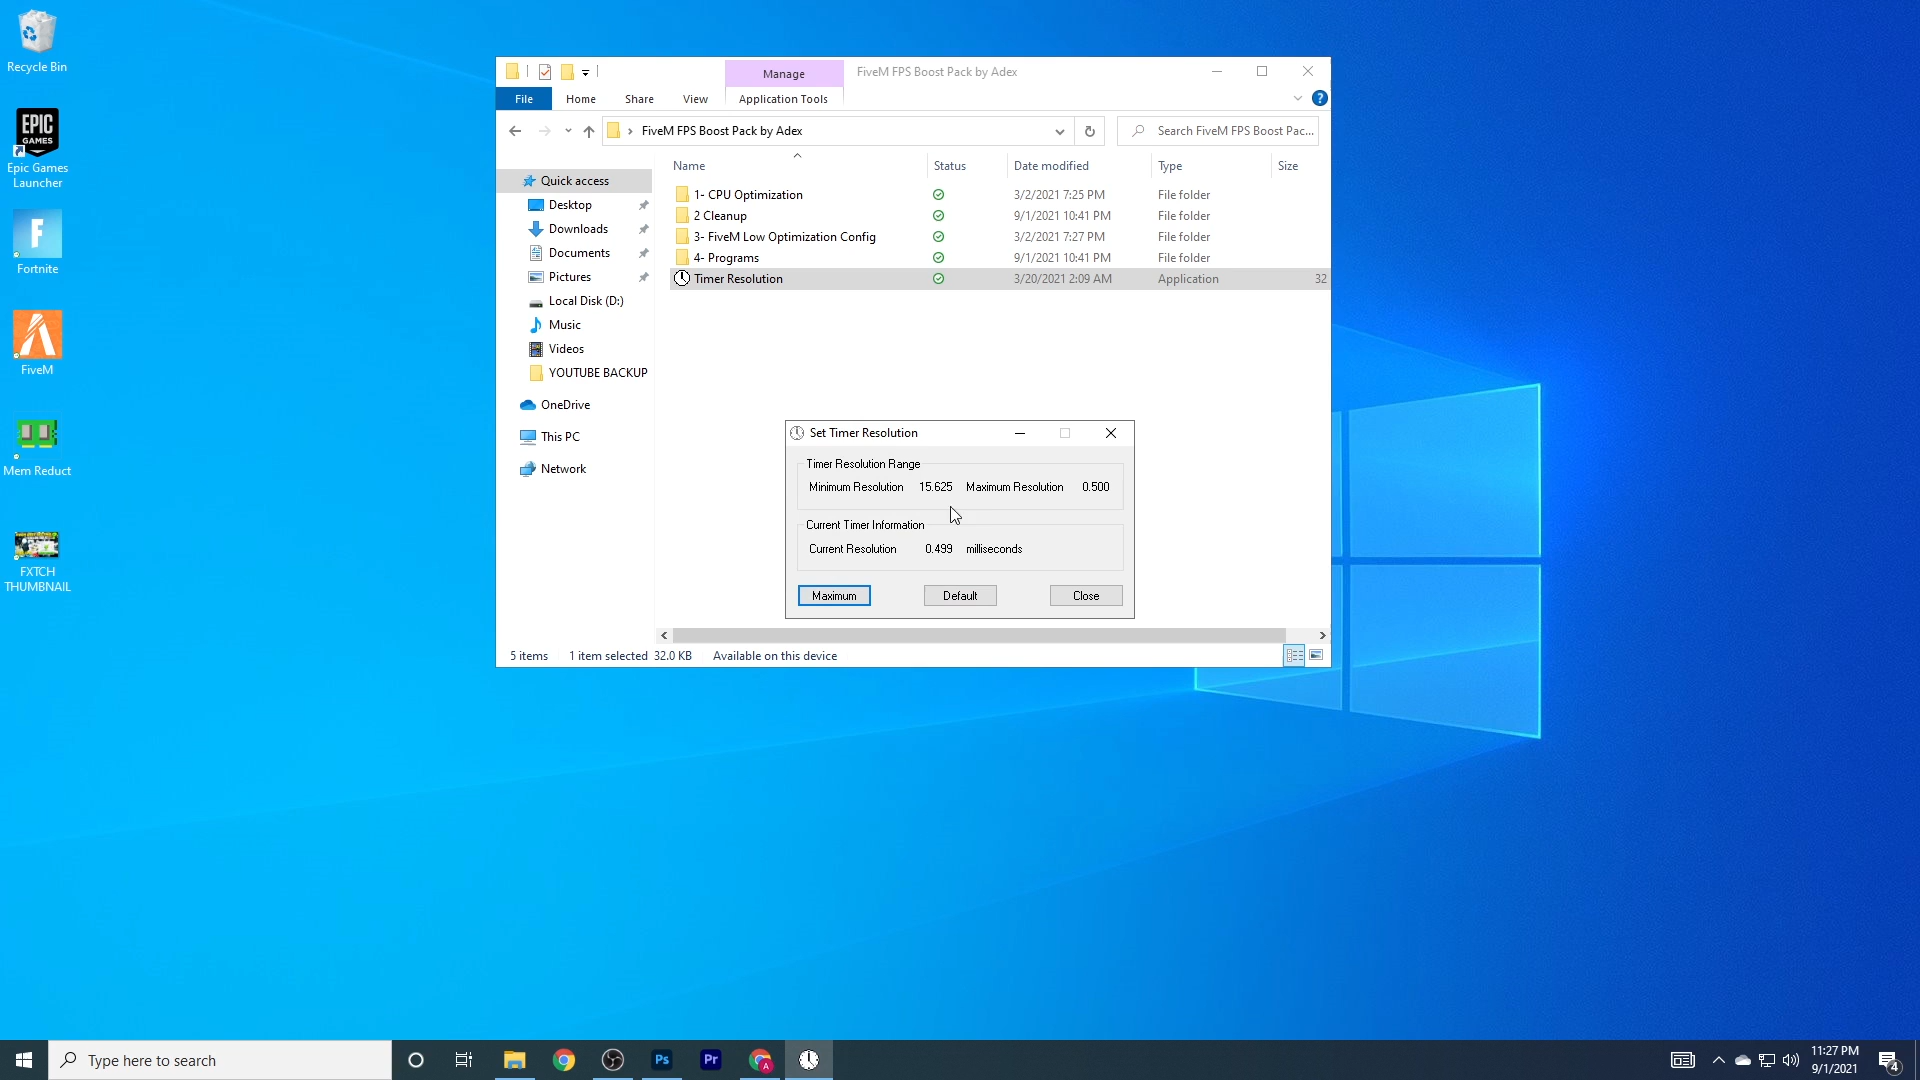 Recycle Bin
EPIC
GAMES
Epic Games
Launcher
Fortnite
FiveM
Mem Reduct
FXTCH
THUMBNAIL
Manage
FiveM FPS Boost Pack by Adex
File
Home
Share
View
Application Tools
FiveM FPS Boost Pack by Adex
Search FiveM FPS Boost Pac...
Name
Status
Date modified
Type
Size
Quick access
Desktop
Downloads
Documents
Pictures
Local Disk (D:)
Music
Videos
YOUTUBE BACKUP
OneDrive
This PC
Network
1- CPU Optimization 3/2/2021 7:25 PM File folder
2 Cleanup 9/1/2021 10:41 PM File folder
3- FiveM Low Optimization Config 3/2/2021 7:27 PM File folder
4- Programs 9/1/2021 10:41 PM File folder
Timer Resolution 3/20/2021 2:09 AM Application 32
Set Timer Resolution
Timer Resolution Range
Minimum Resolution 15.625 Maximum Resolution 0.500
Current Timer Information
Current Resolution 0.499 milliseconds
Maximum
Default
Close
5 items 1 item selected 32.0 KB Available on this device
Type here to search
Ps
Pr
A
11:27 PM
9/1/2021
4